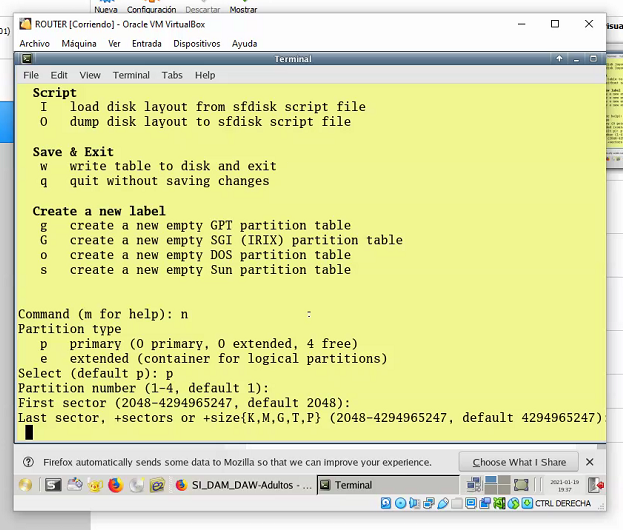 Nueva Configuración Descartar Mostrar
ROUTER [Corriendo] - Oracle VM VirtualBox
Archivo Máquina Ver Entrada Dispositivos Ayuda
Terminal
File Edit View Terminal Tabs Help
Script
I load disk layout from sfdisk script file
O dump disk layout to sfdisk script file
Save & Exit
w write table to disk and exit
q quit without saving changes
Create a new label
g create a new empty GPT partition table
G create a new empty SGI (IRIX) partition table
o create a new empty DOS partition table
s create a new empty Sun partition table
Command (m for help): n
Partition type
p primary (0 primary, 0 extended, 4 free)
e extended (container for logical partitions)
Select (default p): p
Partition number (1-4, default 1):
First sector (2048-4294965247, default 2048):
Last sector, +sectors or +size{K,M,G,T,P} (2048-4294965247, default 4294965247):
Firefox automatically sends some data to Mozilla so that we can improve your experience. Choose What I Share
SI_DAM_DAW-Adultos - ... Terminal
2021-01-19
19:37
CTRL DERECHA